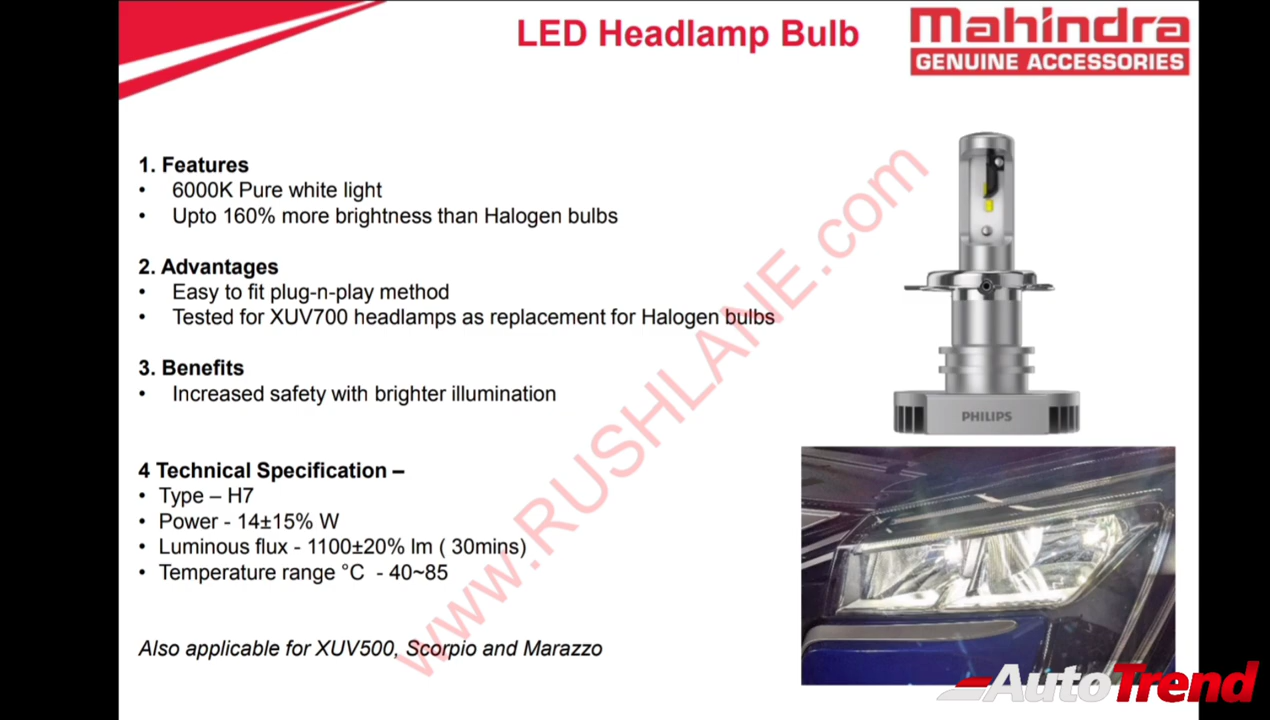 LED Headlamp Bulb
Mahindra
GENUINE ACCESSORIES
1. Features
• 6000K Pure white light
• Upto 160% more brightness than Halogen bulbs
2. Advantages
• Easy to fit plug-n-play method
• Tested for XUV700 headlamps as replacement for Halogen bulbs
3. Benefits
• Increased safety with brighter illumination
PHILIPS
4 Technical Specification –
• Type – H7
• Power - 14±15% W
• Luminous flux - 1100±20% lm ( 30mins)
• Temperature range °C - 40~85
Also applicable for XUV500, Scorpio and Marazzo
www.RUSHLANE.com
AutoTrend